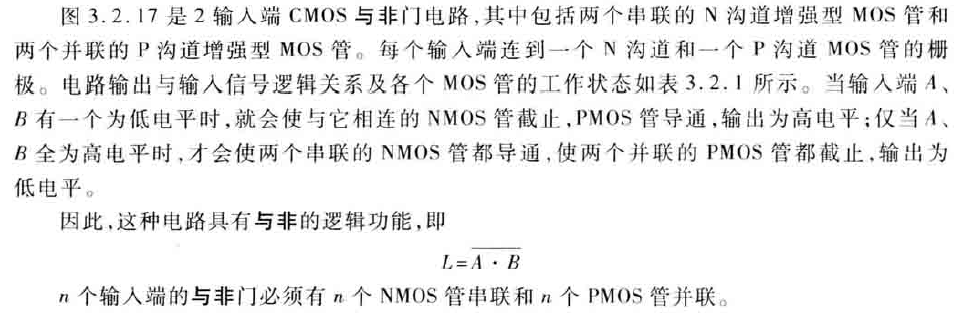 图 3.2.17 是 2 输入端 CMOS 与非门电路,其中包括两个串联的 N 沟道增强型 MOS 管和
两个并联的 P 沟道增强型 MOS 管。每个输入端连到一个 N 沟道和一个 P 沟道 MOS 管的栅
极。电路输出与输入信号逻辑关系及各个 MOS 管的工作状态如表 3.2.1 所示。当输入端 A、
B 有一个为低电平时,就会使与它相连的 NMOS 管截止,PMOS 管导通,输出为高电平;仅当 A、
B 全为高电平时,才会使两个串联的 NMOS 管都导通,使两个并联的 PMOS 管都截止,输出为
低电平。
因此,这种电路具有与非的逻辑功能,即
L=\overline{A · B}
n 个输入端的与非门必须有 n 个 NMOS 管串联和 n 个 PMOS 管并联。